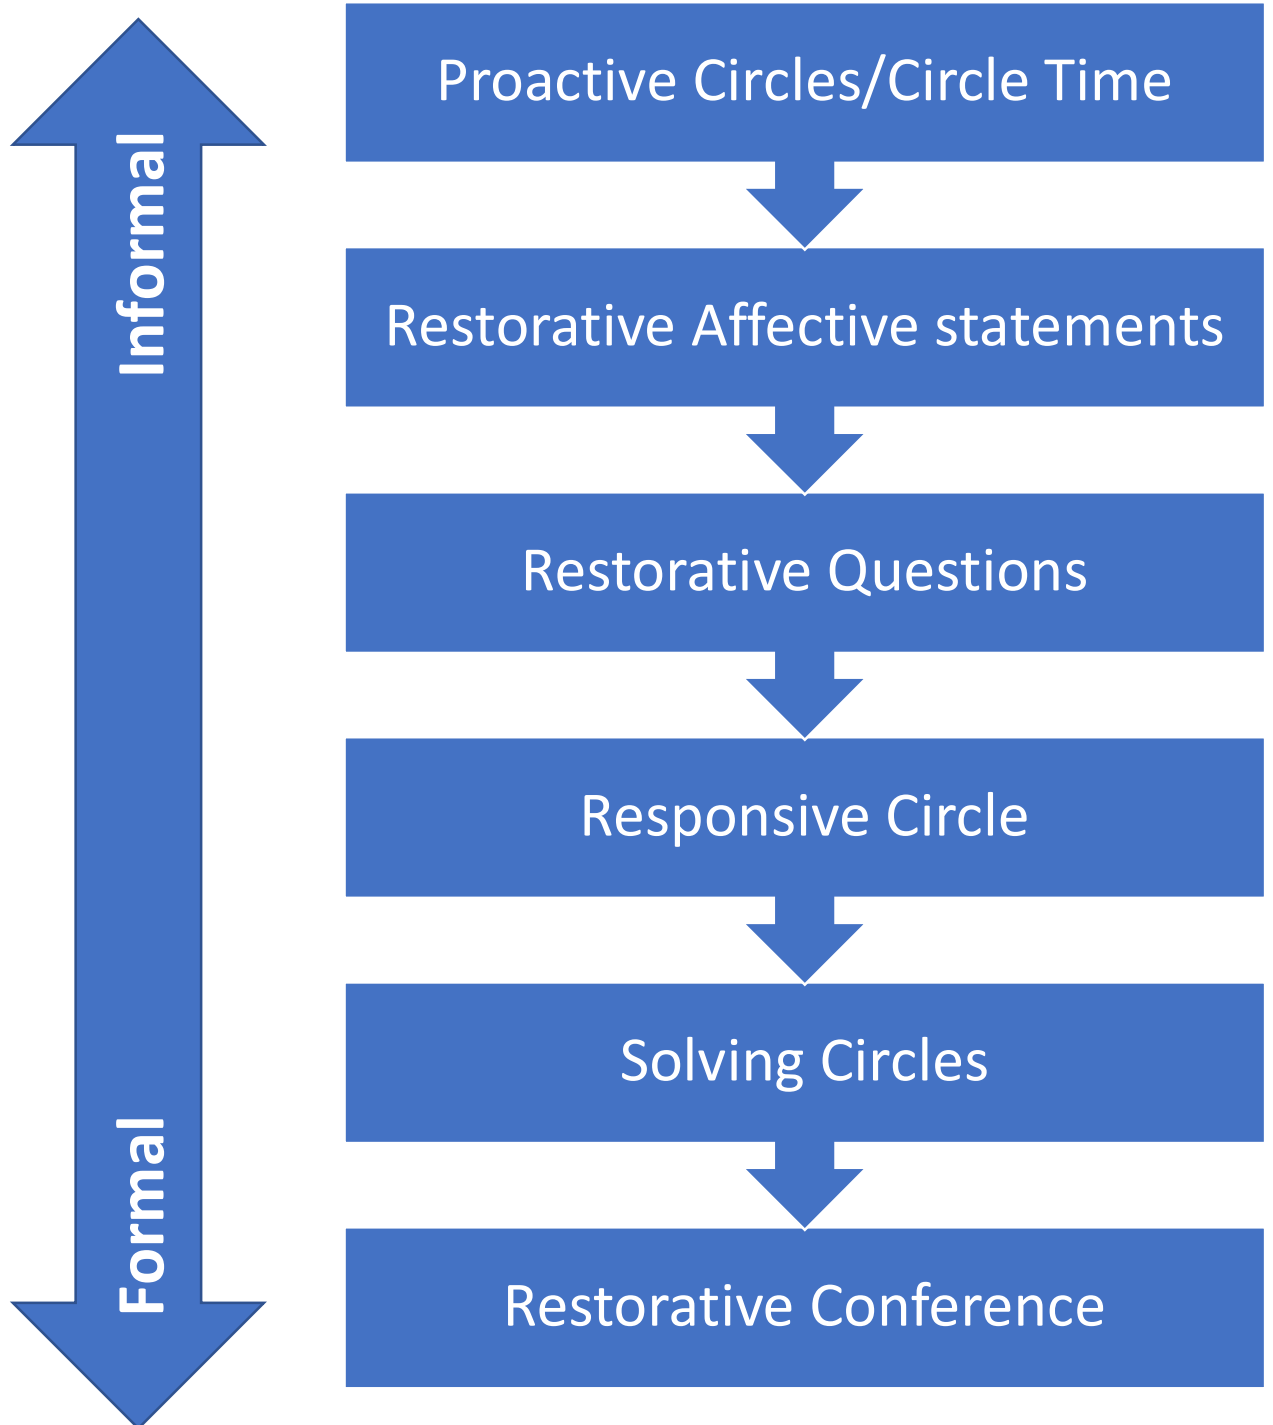 Informal
Formal
Proactive Circles/Circle Time
Restorative Affective statements
Restorative Questions
Responsive Circle
Solving Circles
Restorative Conference